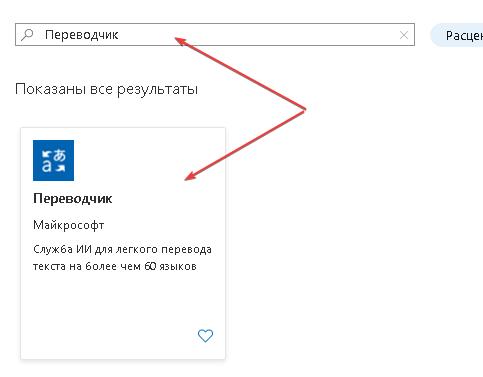 Переводчик
Расцен
Показаны все результаты
aあ
Переводчик
Майкрософт
Служба ИИ для легкого перевода
текста на более чем 60 языков